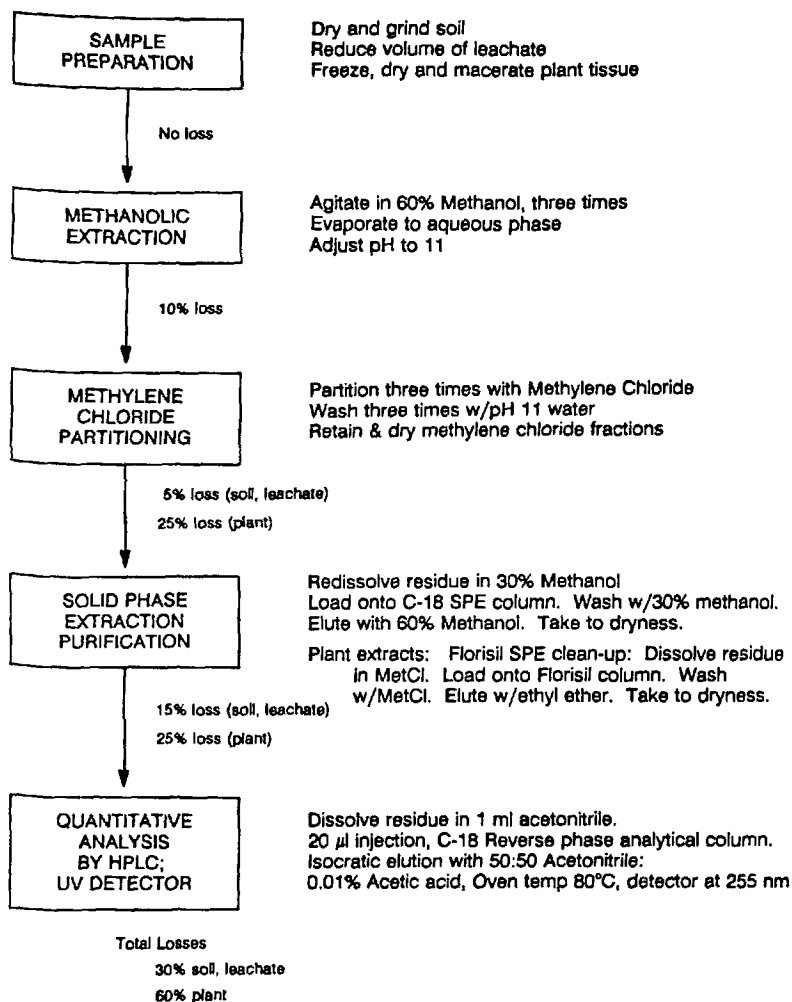 SAMPLE
PREPARATION
Dry and grind soil
Reduce volume of leachate
Freeze, dry and macerate plant tissue
No loss
METHANOLIC
EXTRACTION
Agitate in 60% Methanol, three times
Evaporate to aqueous phase
Adjust pH to 11
10% loss
METHYLENE
CHLORIDE
PARTITIONING
Partition three times with Methylene Chloride
Wash three times w/pH 11 water
Retain & dry methylene chloride fractions
5% loss (soil, leachate)
25% loss (plant)
SOLID PHASE
EXTRACTION
PURIFICATION
Redissolve residue in 30% Methanol
Load onto C-18 SPE column. Wash w/30% methanol.
Elute with 60% Methanol. Take to dryness.
Plant extracts: Florisil SPE clean-up: Dissolve residue
in MetCl. Load onto Florisil column. Wash
w/MetCl. Elute w/ethyl ether. Take to dryness.
15% loss (soil, leachate)
25% loss (plant)
QUANTITATIVE
ANALYSIS
BY HPLC;
UV DETECTOR
Dissolve residue in 1 ml acetonitrile.
20 µl injection, C-18 Reverse phase analytical column.
Isocratic elution with 50:50 Acetonitrile:
0.01% Acetic acid, Oven temp 80°C, detector at 255 nm
Total Losses
30% soil, leachate
60% plant